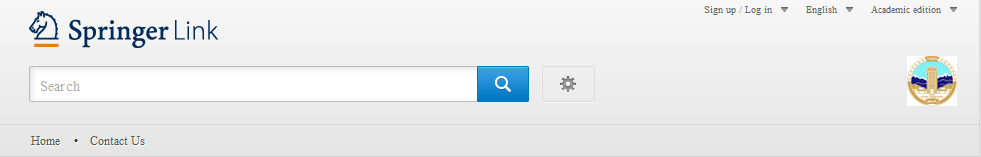 Sign up / Log in English Academic edition
Springer Link
Search
Home • Contact Us